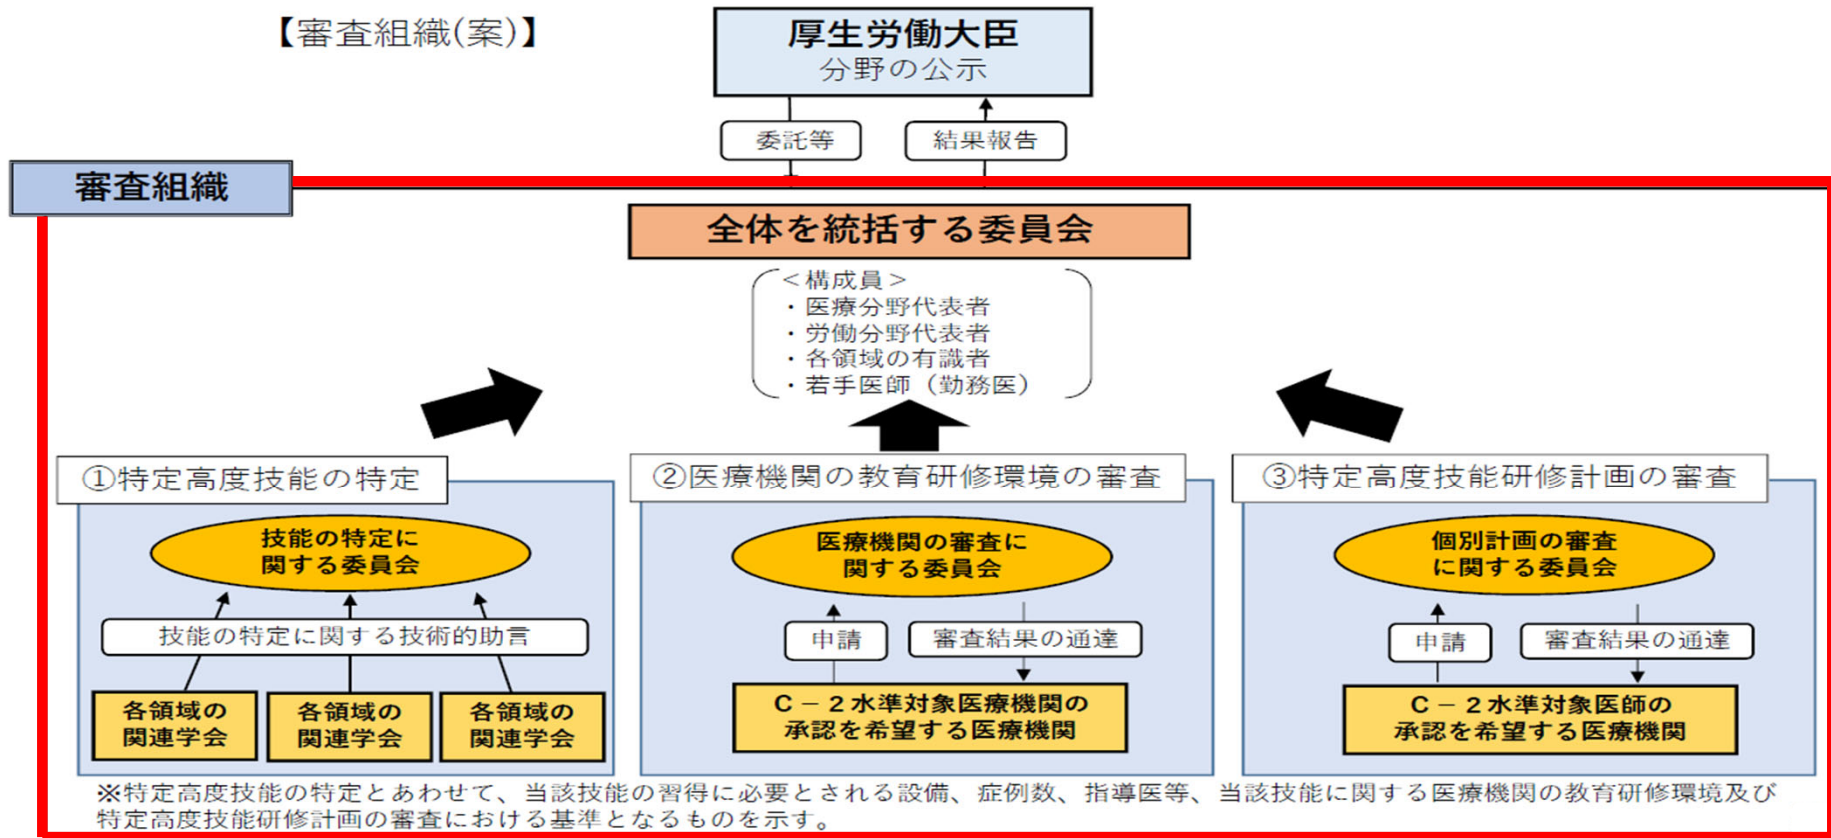 【審査組織(案)】
厚生労働大臣
分野の公示
委託等
結果報告
審査組織
全体を統括する委員会
＜構成員＞
・医療分野代表者
・労働分野代表者
・各領域の有識者
・若手医師（勤務医）
①特定高度技能の特定
技能の特定に
関する委員会
技能の特定に関する技術的助言
各領域の
関連学会
各領域の
関連学会
各領域の
関連学会
②医療機関の教育研修環境の審査
医療機関の審査に
関する委員会
申請
審査結果の通達
Ｃ－２水準対象医療機関の
承認を希望する医療機関
③特定高度技能研修計画の審査
個別計画の審査
に関する委員会
申請
審査結果の通達
Ｃ－２水準対象医師の
承認を希望する医療機関
※特定高度技能の特定とあわせて、当該技能の習得に必要とされる設備、症例数、指導医等、当該技能に関する医療機関の教育研修環境及び
特定高度技能研修計画の審査における基準となるものを示す。